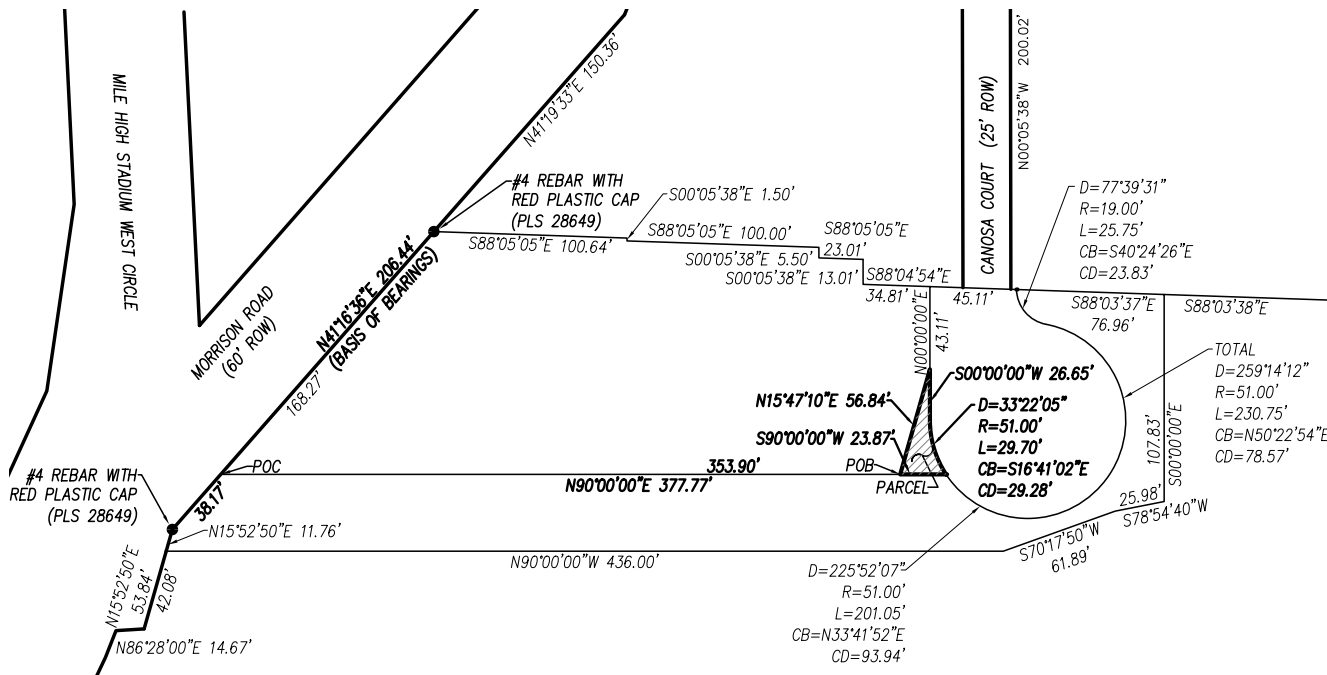 MILE HIGH STADIUM WEST CIRCLE
MORRISON ROAD
(60' ROW)
N41°19'33"E 150.36'
#4 REBAR WITH
RED PLASTIC CAP
(PLS 28649)
N41°16'36"E 206.44'
(BASIS OF BEARINGS)
168.27'
S88°05'05"E 100.64'
S00°05'38"E 1.50'
S88°05'05"E 100.00'
S00°05'38"E 5.50'
S88°05'05"E
23.01'
S00°05'38"E 13.01'
S88°04'54"E
34.81'
45.11'
CANOSA COURT (25' ROW)
N00°05'38"W 200.02'
D=77°39'31"
R=19.00'
L=25.75'
CB=S40°24'26"E
CD=23.83'
S88°03'37"E
76.96'
S88°03'38"E
N00°00'00"E
43.11'
S00°00'00"W 26.65'
N15°47'10"E 56.84'
D=33°22'05"
R=51.00'
L=29.70'
CB=S16°41'02"E
CD=29.28'
S90°00'00"W 23.87'
TOTAL
D=259°14'12"
R=51.00'
L=230.75'
CB=N50°22'54"E
CD=78.57'
107.83'
S00°00'00"E
#4 REBAR WITH
RED PLASTIC CAP
(PLS 28649)
POC
353.90'
POB
N90°00'00"E 377.77'
PARCEL
38.17'
N15°52'50"E 11.76'
25.98'
S78°54'40"W
S70°17'50"W
61.89'
N90°00'00"W 436.00'
N15°52'50"E
53.84'
42.08'
N86°28'00"E 14.67'
D=225°52'07"
R=51.00'
L=201.05'
CB=N33°41'52"E
CD=93.94'